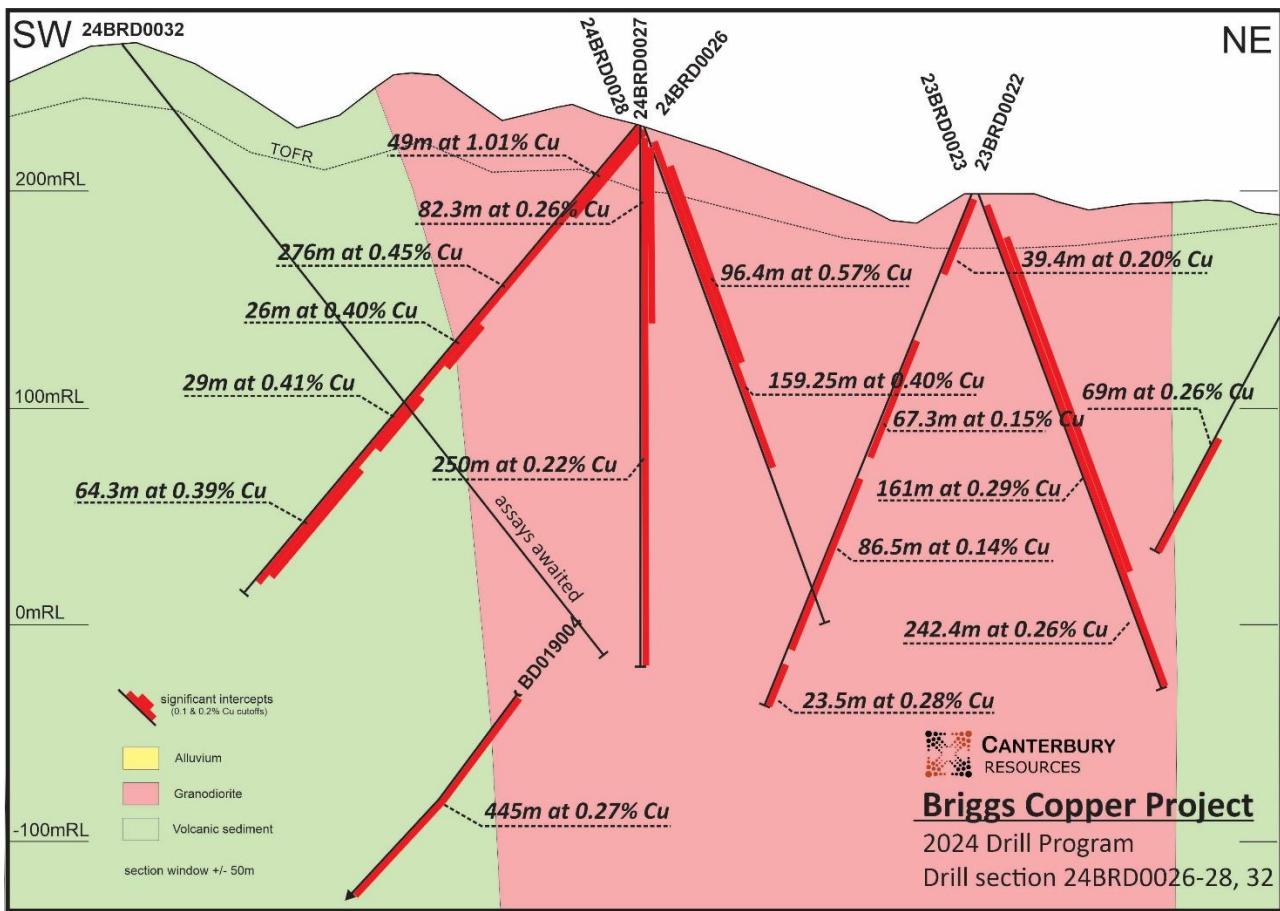 SW
24BRD0032
24BRD0028
24BRD0027
24BRD0026
23BRD0023
23BRD0022
NE
TOFR
49m at 1.01% Cu
200mRL
82.3m at 0.26% Cu
276m at 0.45% Cu
39.4m at 0.20% Cu
96.4m at 0.57% Cu
26m at 0.40% Cu
29m at 0.41% Cu
159.25m at 0.40% Cu
69m at 0.26% Cu
100mRL
67.3m at 0.15% Cu
250m at 0.22% Cu
64.3m at 0.39% Cu
161m at 0.29% Cu
assays awaited
86.5m at 0.14% Cu
0mRL
242.4m at 0.26% Cu
BD019004
23.5m at 0.28% Cu
significant intercepts
(0.1 & 0.2% Cu cutoffs)
Alluvium
Granodiorite
Volcanic sediment
-100mRL
section window +/- 50m
445m at 0.27% Cu
CANTERBURY
RESOURCES
Briggs Copper Project
2024 Drill Program
Drill section 24BRD0026-28, 32